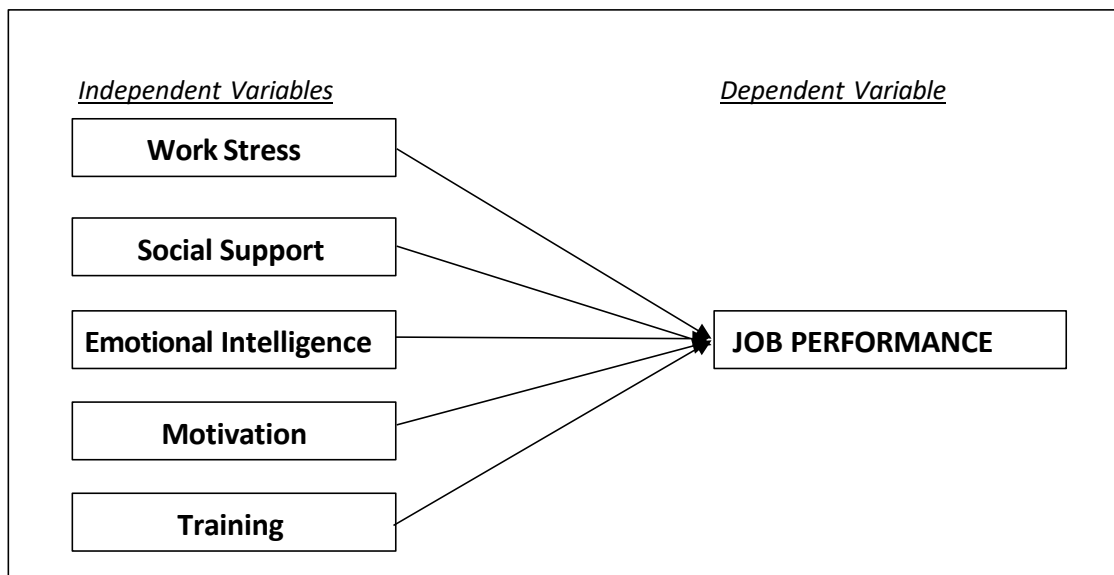 Independent Variables
Dependent Variable
Work Stress
Social Support
Emotional Intelligence
JOB PERFORMANCE
Motivation
Training